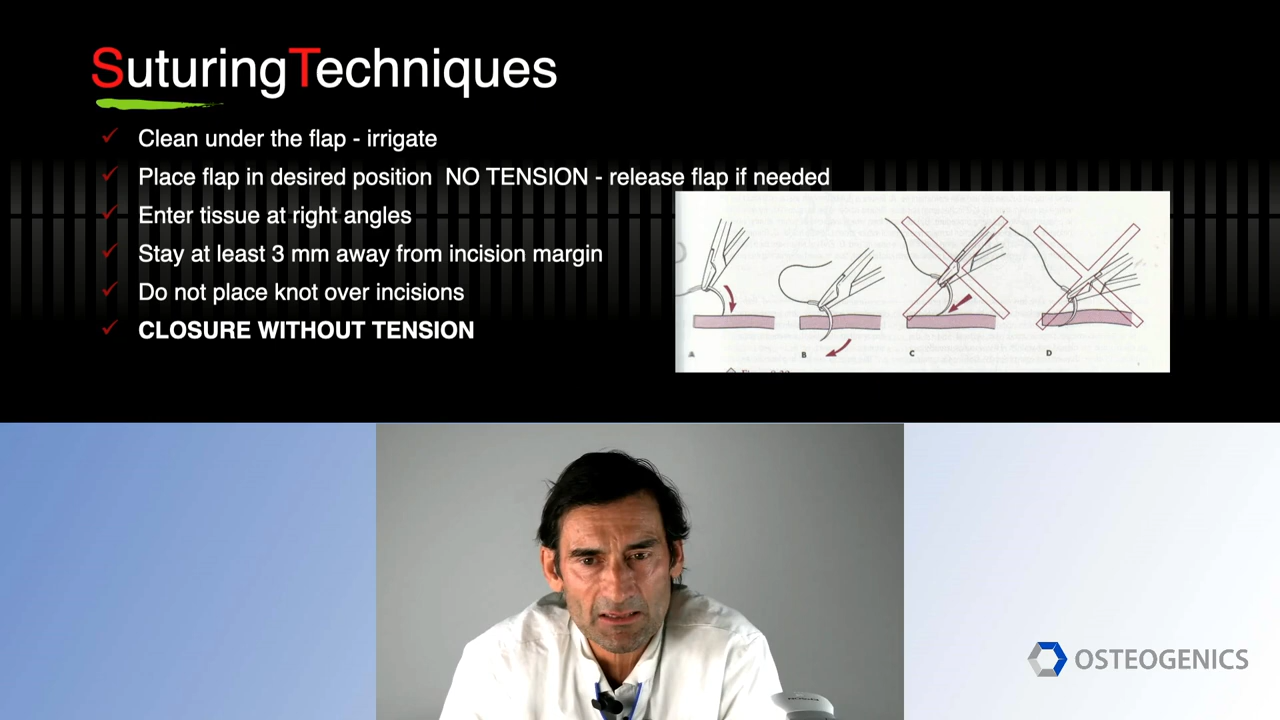 SuturingTechniques
✓ Clean under the flap - irrigate
✓ Place flap in desired position NO TENSION - release flap if needed
✓ Enter tissue at right angles
✓ Stay at least 3 mm away from incision margin
✓ Do not place knot over incisions
✓ CLOSURE WITHOUT TENSION
A B C D
OSTEOGENICS